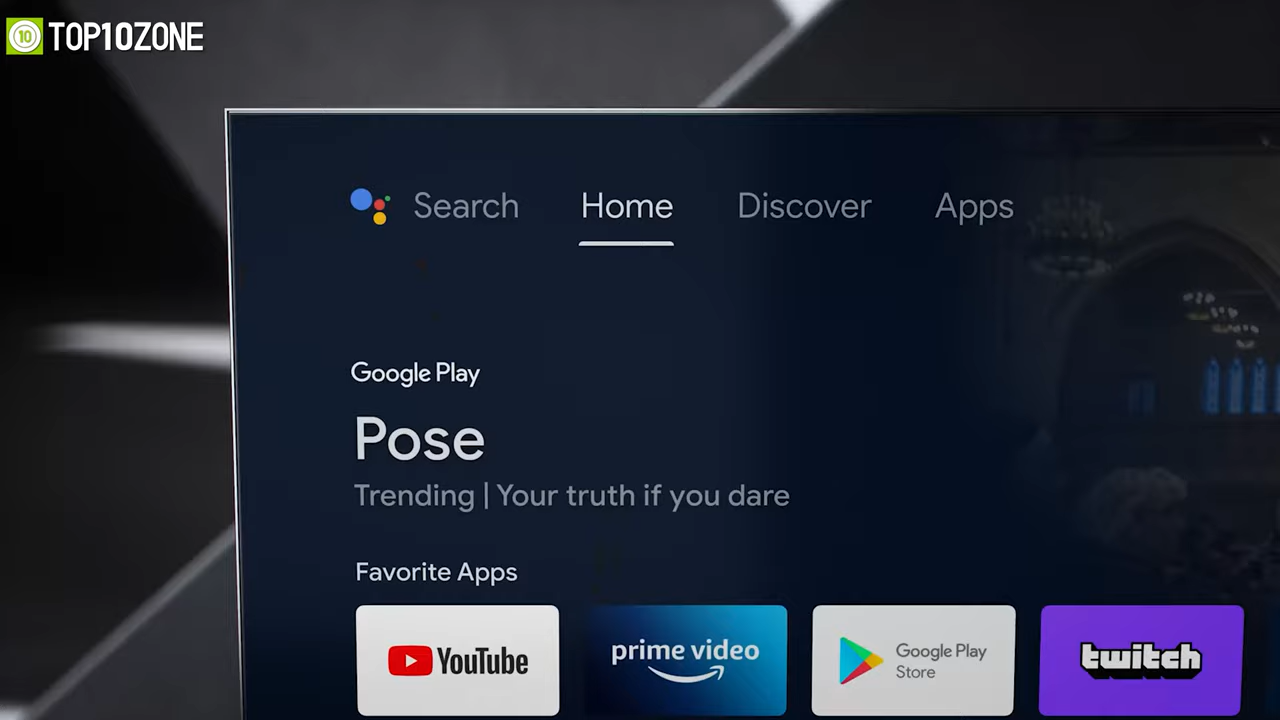 10 TOP10ZONE
Search Home Discover Apps
Google Play
Pose
Trending | Your truth if you dare
Favorite Apps
YouTube prime video Google Play Store twitch